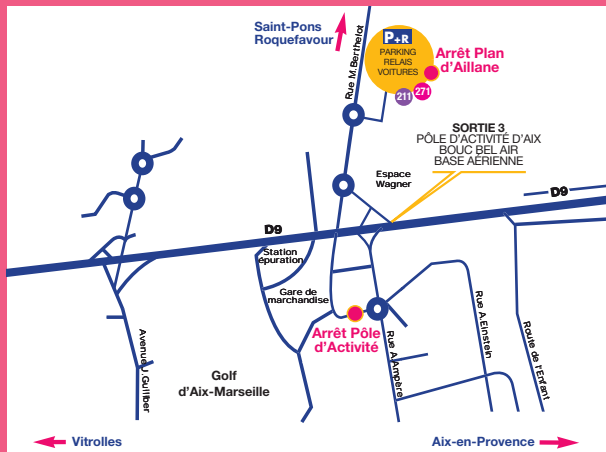 Saint-Pons
Roquefavour
Rue M.Berthelot
P+R
PARKING
RELAIS
VOITURES
Arrêt Plan
d'Aillane
211
271
SORTIE 3
PÔLE D'ACTIVITÉ D'AIX
BOUC BEL AIR
BASE AÉRIENNE
Espace
Wagner
D9
D9
Station
épuration
Gare de
marchandise
Arrêt Pôle
d'Activité
Rue A.Ampère
Rue A.Einstein
Route de l'Enfant
Avenue J.Guilliber
Golf
d'Aix-Marseille
Vitrolles
Aix-en-Provence